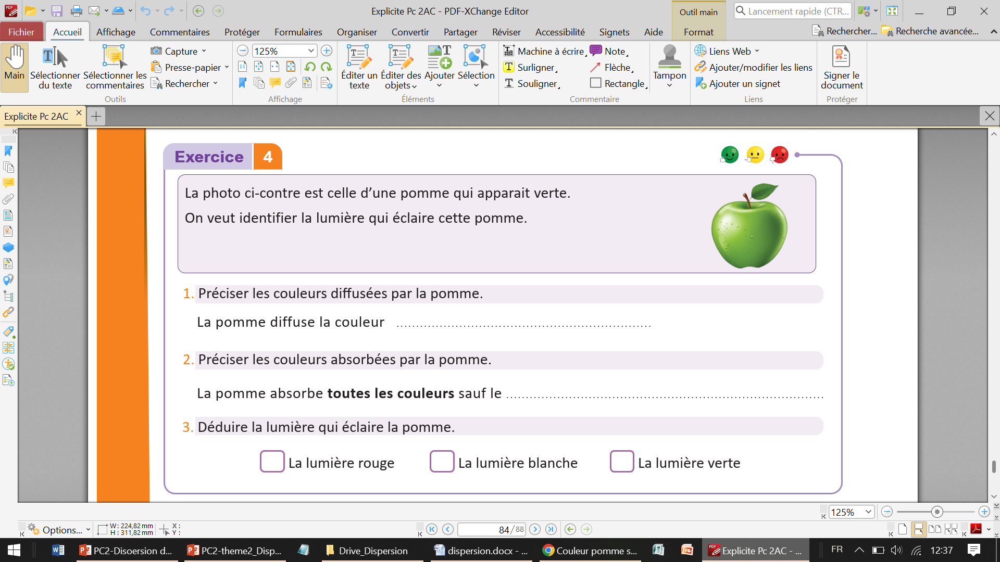 Explicite Pc 2AC - PDF-XChange Editor
Outil main
Lancement rapide (CTR...
Fichier
Accueil
Affichage
Commentaires
Protéger
Formulaires
Organiser
Convertir
Partager
Réviser
Accessibilité
Signets
Aide
Format
Rechercher...
Recherche avancée...
Main
Sélectionner du texte
Sélectionner les commentaires
Capture
Presse-papier
Rechercher
Outils
125%
Affichage
Éditer un texte
Éditer des objets
Ajouter
Sélection
Éléments
Machine à écrire
Surligner
Souligner
Note
Flèche
Rectangle
Tampon
Commentaire
Liens Web
Ajouter/modifier les liens
Ajouter un signet
Liens
Signer le document
Protéger
Explicite Pc 2AC
Exercice 4
La photo ci-contre est celle d’une pomme qui apparait verte.
On veut identifier la lumière qui éclaire cette pomme.
1. Préciser les couleurs diffusées par la pomme.
La pomme diffuse la couleur ................................................................
2. Préciser les couleurs absorbées par la pomme.
La pomme absorbe toutes les couleurs sauf le ................................................................................
3. Déduire la lumière qui éclaire la pomme.
La lumière rouge La lumière blanche La lumière verte
125%
Options...
W : 224,82 mm
H : 311,82 mm
X :
Y :
84 / 88
PC2-Disoersion d...
PC2-theme2_Disp...
Drive_Dispersion
dispersion.docx - ...
Couleur pomme s...
Explicite Pc 2AC - ...
FR
12:37